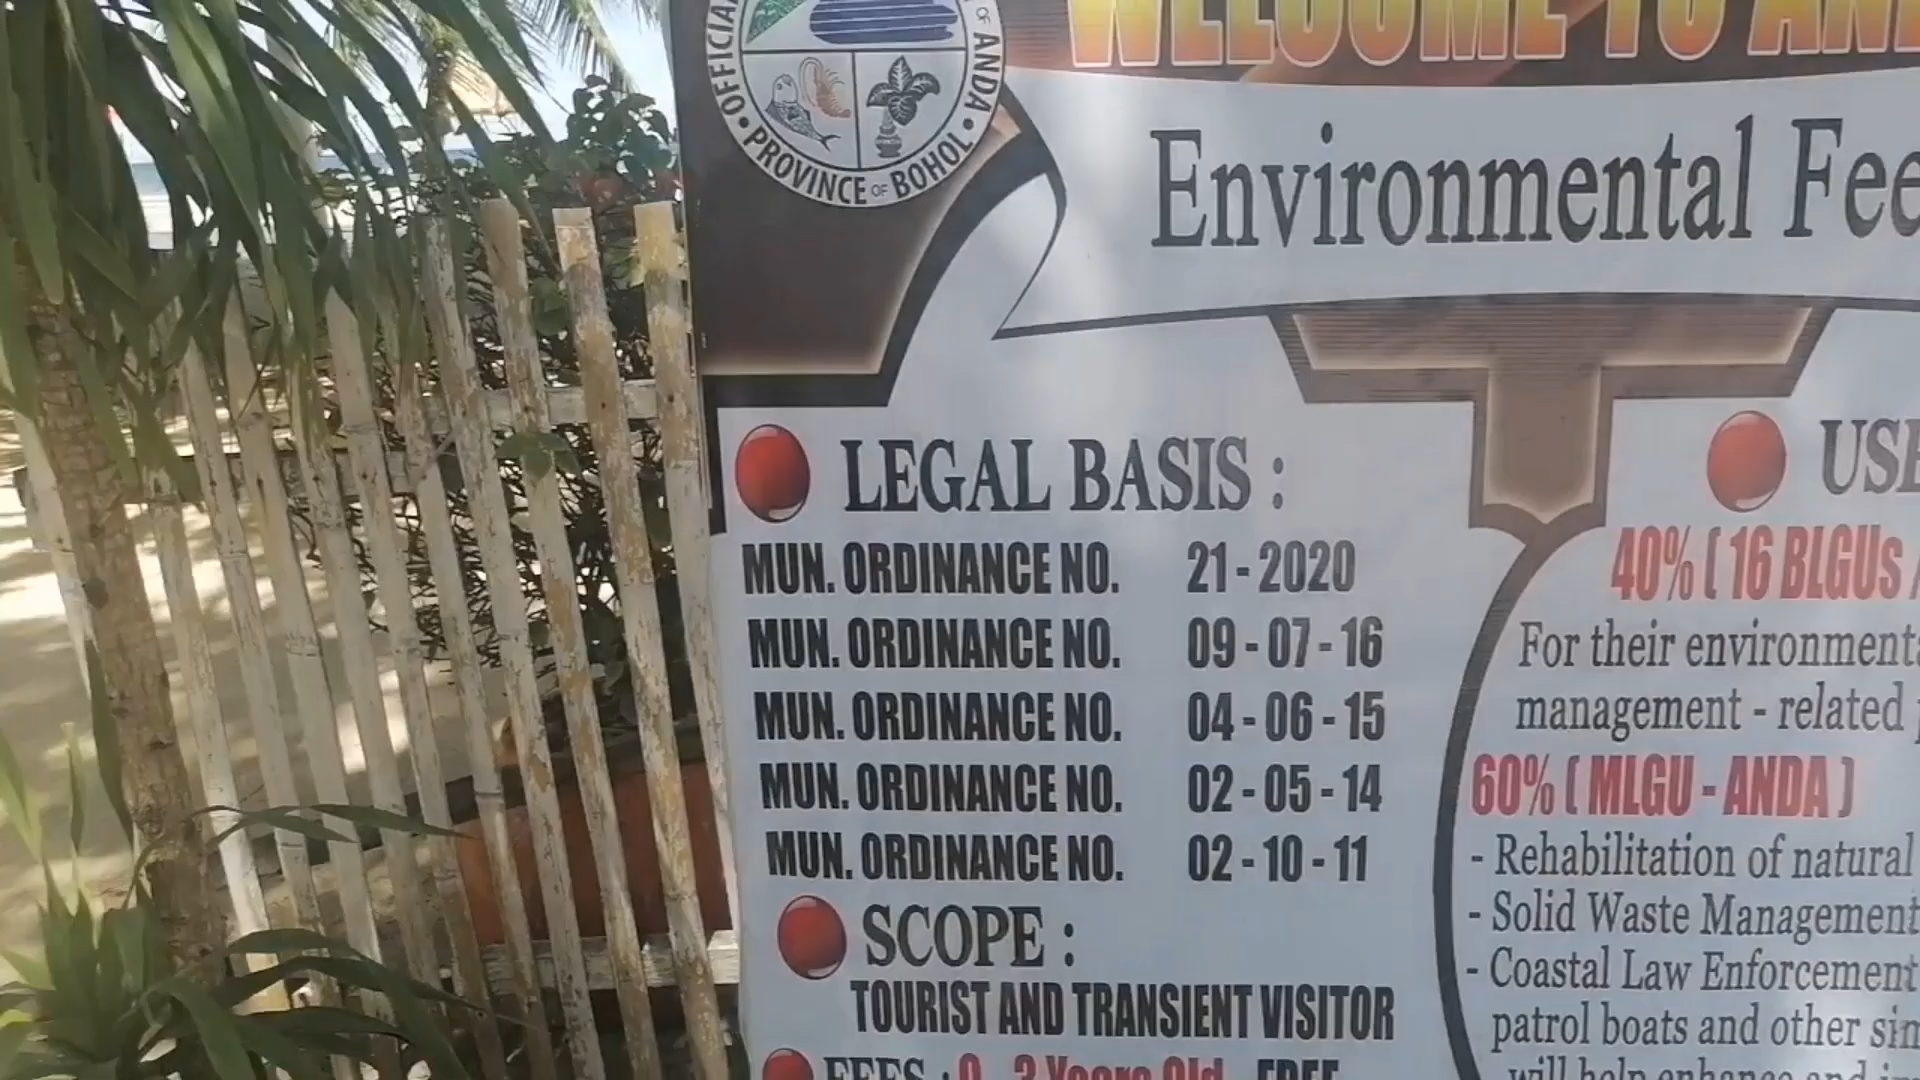 OFFICIAL
OF ANDA
PROVINCE OF BOHOL
WELCOME TO
Environmental Fee
LEGAL BASIS :
MUN. ORDINANCE NO. 21 - 2020
MUN. ORDINANCE NO. 09 - 07 - 16
MUN. ORDINANCE NO. 04 - 06 - 15
MUN. ORDINANCE NO. 02 - 05 - 14
MUN. ORDINANCE NO. 02 - 10 - 11
SCOPE :
TOURIST AND TRANSIENT VISITOR
FEES : 0 - 3 Years Old - FREE
USE
40% ( 16 BLGUs
For their environment
management - related
60% ( MLGU - ANDA )
- Rehabilitation of natural
- Solid Waste Management
- Coastal Law Enforcement
patrol boats and other
will help enhance and